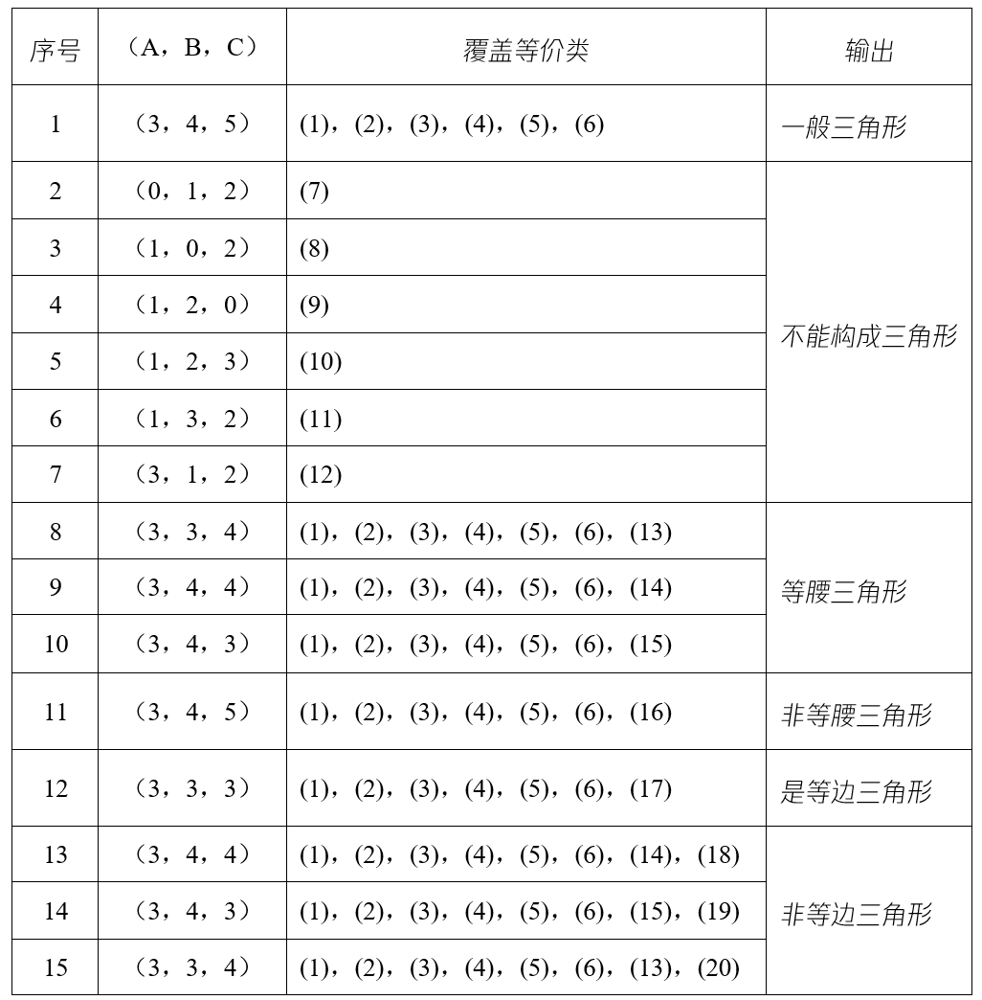 序号 （A，B，C） 覆盖等价类 输出
1 （3，4，5） (1)，(2)，(3)，(4)，(5)，(6) 一般三角形
2 （0，1，2） (7)
3 （1，0，2） (8)
4 （1，2，0） (9)
不能构成三角形
5 （1，2，3） (10)
6 （1，3，2） (11)
7 （3，1，2） (12)
8 （3，3，4） (1)，(2)，(3)，(4)，(5)，(6)，(13)
9 （3，4，4） (1)，(2)，(3)，(4)，(5)，(6)，(14) 等腰三角形
10 （3，4，3） (1)，(2)，(3)，(4)，(5)，(6)，(15)
11 （3，4，5） (1)，(2)，(3)，(4)，(5)，(6)，(16) 非等腰三角形
12 （3，3，3） (1)，(2)，(3)，(4)，(5)，(6)，(17) 是等边三角形
13 （3，4，4） (1)，(2)，(3)，(4)，(5)，(6)，(14)，(18)
14 （3，4，3） (1)，(2)，(3)，(4)，(5)，(6)，(15)，(19) 非等边三角形
15 （3，3，4） (1)，(2)，(3)，(4)，(5)，(6)，(13)，(20)